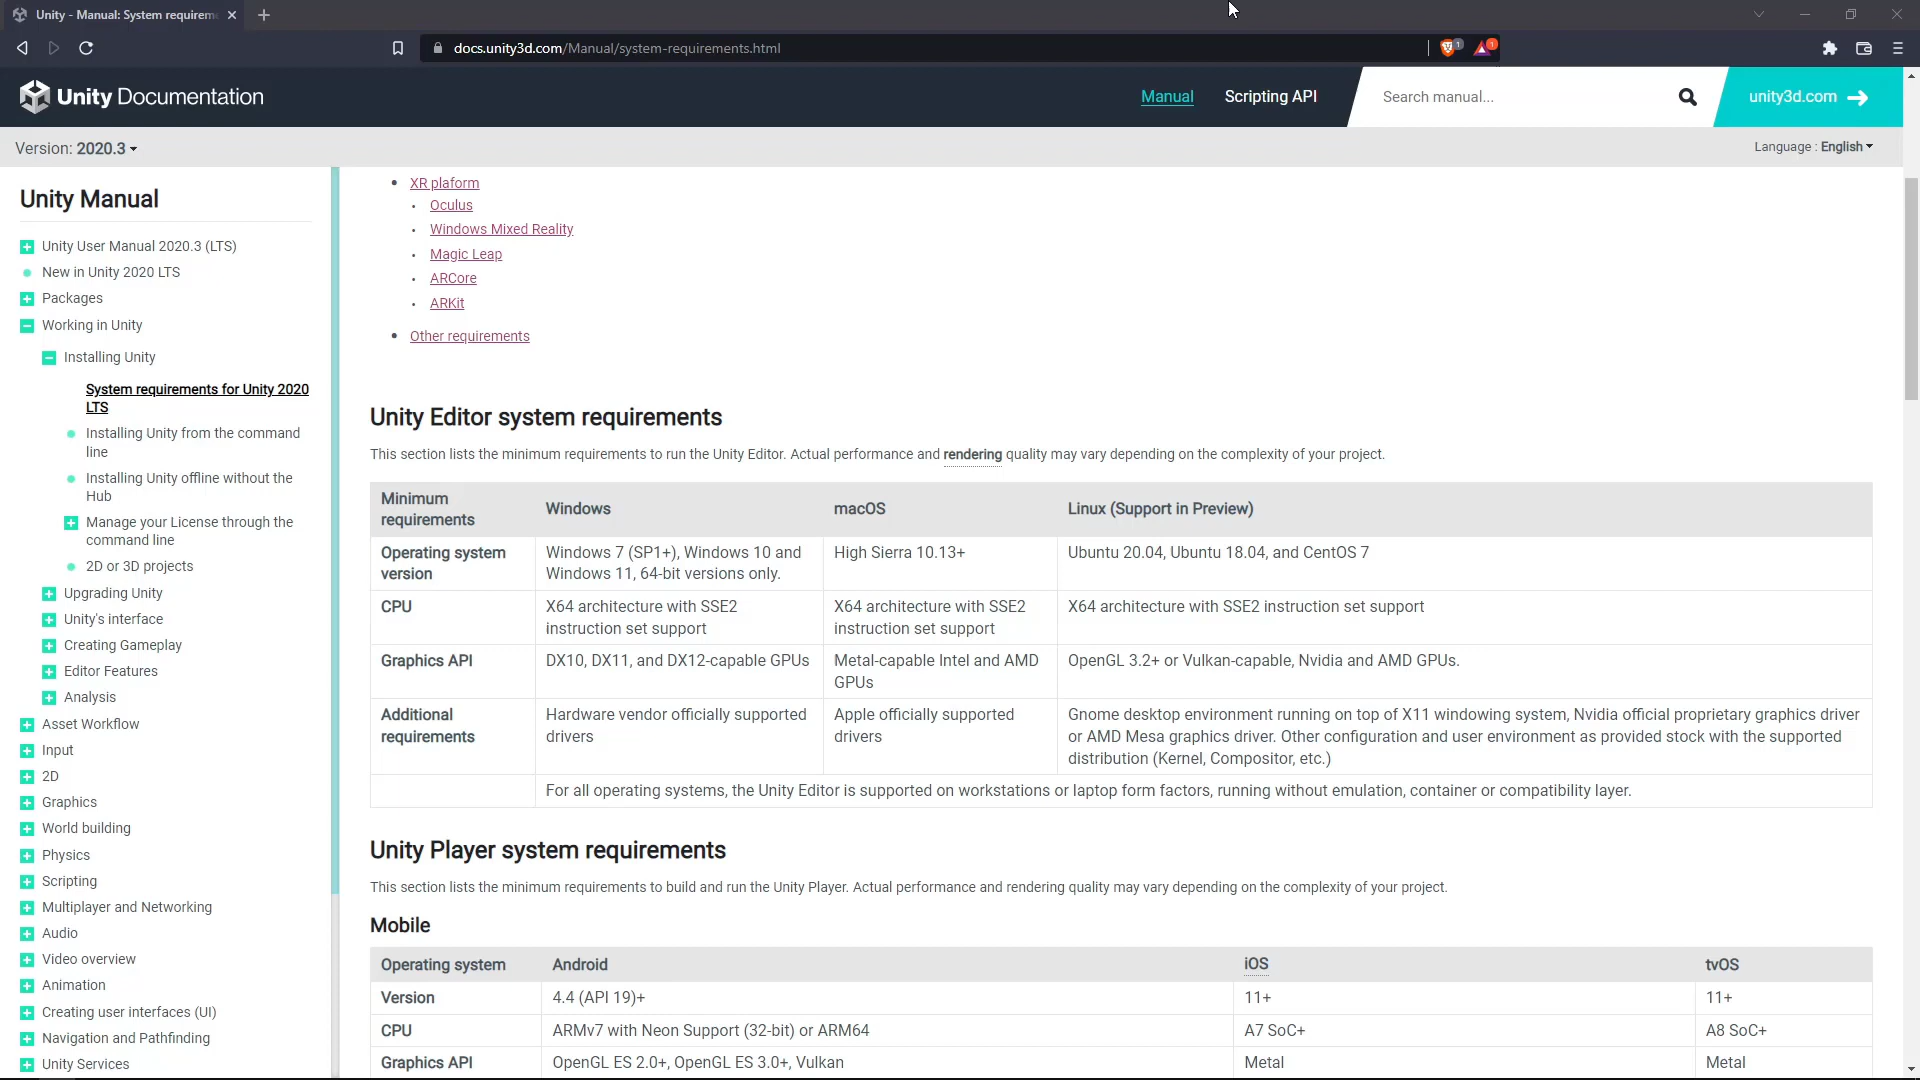 Unity - Manual: System requirem
docs.unity3d.com/Manual/system-requirements.html
1
1
Unity Documentation
Manual
Scripting API
Search manual...
unity3d.com
Version: 2020.3
Language : English
Unity Manual
Unity User Manual 2020.3 (LTS)
New in Unity 2020 LTS
Packages
Working in Unity
Installing Unity
System requirements for Unity 2020
LTS
Installing Unity from the command
line
Installing Unity offline without the
Hub
Manage your License through the
command line
2D or 3D projects
Upgrading Unity
Unity's interface
Creating Gameplay
Editor Features
Analysis
Asset Workflow
Input
2D
Graphics
World building
Physics
Scripting
Multiplayer and Networking
Audio
Video overview
Animation
Creating user interfaces (UI)
Navigation and Pathfinding
Unity Services
XR plaform
Oculus
Windows Mixed Reality
Magic Leap
ARCore
ARKit
Other requirements
Unity Editor system requirements
This section lists the minimum requirements to run the Unity Editor. Actual performance and rendering quality may vary depending on the complexity of your project.
Minimum
requirements
Windows
macOS
Linux (Support in Preview)
Operating system
version
Windows 7 (SP1+), Windows 10 and
Windows 11, 64-bit versions only.
High Sierra 10.13+
Ubuntu 20.04, Ubuntu 18.04, and CentOS 7
CPU
X64 architecture with SSE2
instruction set support
X64 architecture with SSE2
instruction set support
X64 architecture with SSE2 instruction set support
Graphics API
DX10, DX11, and DX12-capable GPUs
Metal-capable Intel and AMD
GPUs
OpenGL 3.2+ or Vulkan-capable, Nvidia and AMD GPUs.
Additional
requirements
Hardware vendor officially supported
drivers
Apple officially supported
drivers
Gnome desktop environment running on top of X11 windowing system, Nvidia official proprietary graphics driver
or AMD Mesa graphics driver. Other configuration and user environment as provided stock with the supported
distribution (Kernel, Compositor, etc.)
For all operating systems, the Unity Editor is supported on workstations or laptop form factors, running without emulation, container or compatibility layer.
Unity Player system requirements
This section lists the minimum requirements to build and run the Unity Player. Actual performance and rendering quality may vary depending on the complexity of your project.
Mobile
Operating system
Android
iOS
tvOS
Version
4.4 (API 19)+
11+
11+
CPU
ARMv7 with Neon Support (32-bit) or ARM64
A7 SoC+
A8 SoC+
Graphics API
OpenGL ES 2.0+, OpenGL ES 3.0+, Vulkan
Metal
Metal